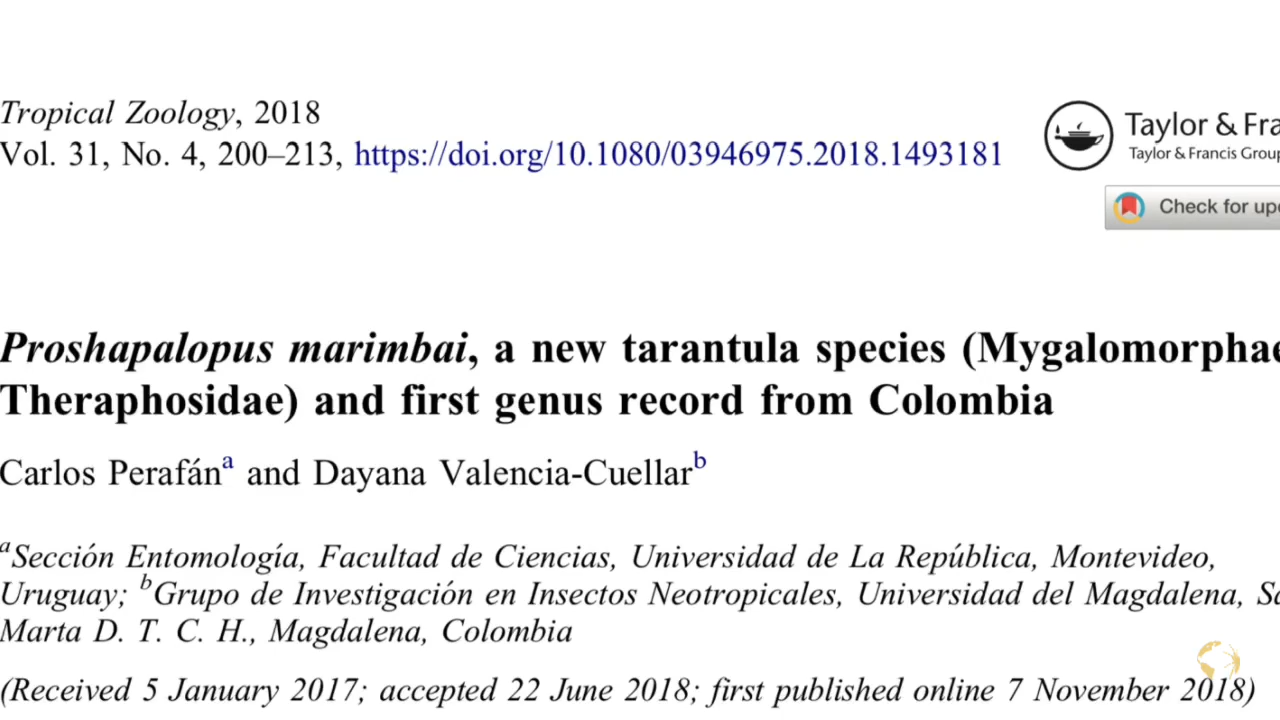 Tropical Zoology, 2018
Vol. 31, No. 4, 200–213, https://doi.org/10.1080/03946975.2018.1493181
Taylor & Fra
Taylor & Francis Group
Check for upd
Proshapalopus marimbai, a new tarantula species (Mygalomorphae
Theraphosidae) and first genus record from Colombia
Carlos Perafánᵃ and Dayana Valencia-Cuellarᵇ
ᵃSección Entomología, Facultad de Ciencias, Universidad de La República, Montevideo,
Uruguay; ᵇGrupo de Investigación en Insectos Neotropicales, Universidad del Magdalena, Sa
Marta D. T. C. H., Magdalena, Colombia
(Received 5 January 2017; accepted 22 June 2018; first published online 7 November 2018)